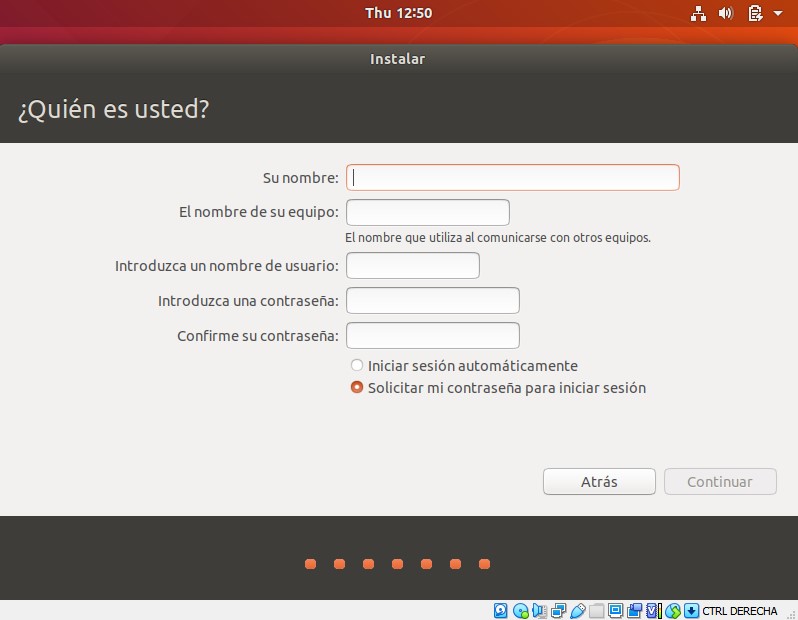 Thu 12:50
Instalar
¿Quién es usted?
Su nombre:
El nombre de su equipo:
El nombre que utiliza al comunicarse con otros equipos.
Introduzca un nombre de usuario:
Introduzca una contraseña:
Confirme su contraseña:
Iniciar sesión automáticamente
Solicitar mi contraseña para iniciar sesión
Atrás Continuar
CTRL DERECHA